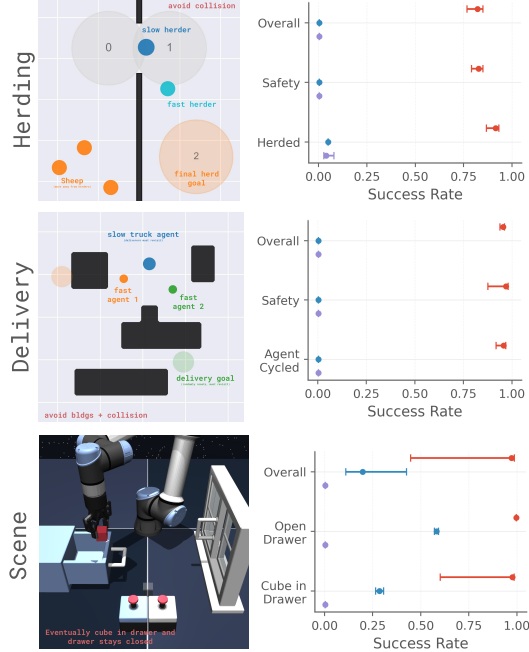 Herding
avoid collision
slow herder
0
1
fast herder
2
Sheep
final herd
goal
Overall
Safety
Herded
0.00 0.25 0.50 0.75 1.00
Success Rate
Delivery
slow truck agent
fast
agent 1
fast
agent 2
delivery goal
avoid bldgs + collision
Overall
Safety
Agent
Cycled
0.00 0.25 0.50 0.75 1.00
Success Rate
Scene
Eventually cube in drawer and
drawer stays closed
Overall
Open
Drawer
Cube in
Drawer
0.00 0.25 0.50 0.75 1.00
Success Rate